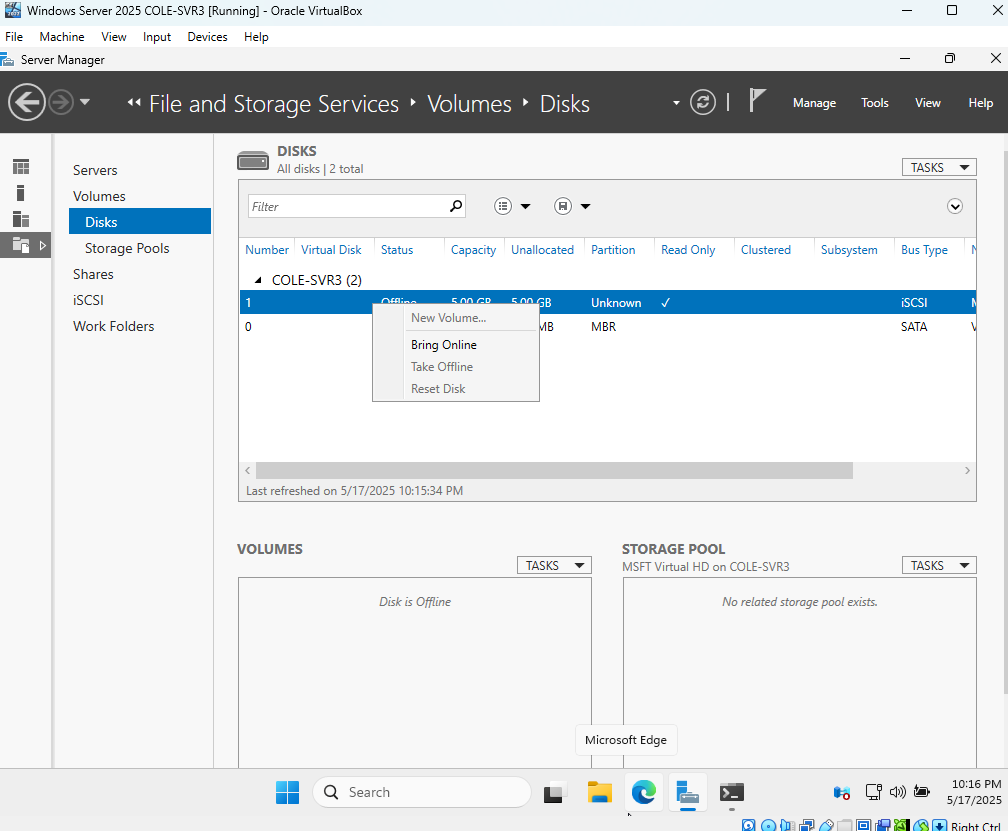 Windows Server 2025 COLE-SVR3 [Running] - Oracle VirtualBox
File Machine View Input Devices Help
Server Manager
File and Storage Services Volumes Disks
Manage Tools View Help
Servers
Volumes
Disks
Storage Pools
Shares
iSCSI
Work Folders
DISKS
All disks | 2 total
TASKS
Filter
Number Virtual Disk Status Capacity Unallocated Partition Read Only Clustered Subsystem Bus Type
COLE-SVR3 (2)
1 Offline 5.00 GB 5.00 GB Unknown ✓ iSCSI
0 MB MBR SATA
New Volume...
Bring Online
Take Offline
Reset Disk
Last refreshed on 5/17/2025 10:15:34 PM
VOLUMES
TASKS
Disk is Offline
STORAGE POOL
MSFT Virtual HD on COLE-SVR3
TASKS
No related storage pool exists.
Microsoft Edge
Search
10:16 PM
5/17/2025
Right Ctrl